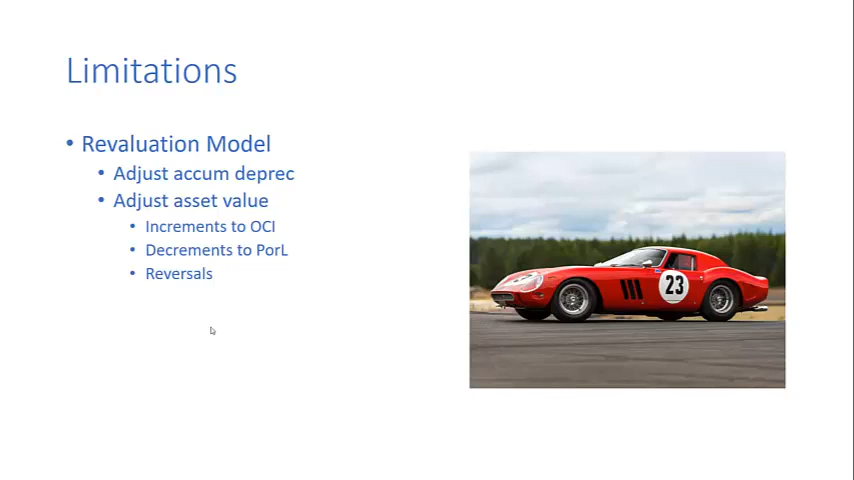 Limitations
• Revaluation Model
• Adjust accum deprec
• Adjust asset value
• Increments to OCI
• Decrements to PorL
• Reversals
23